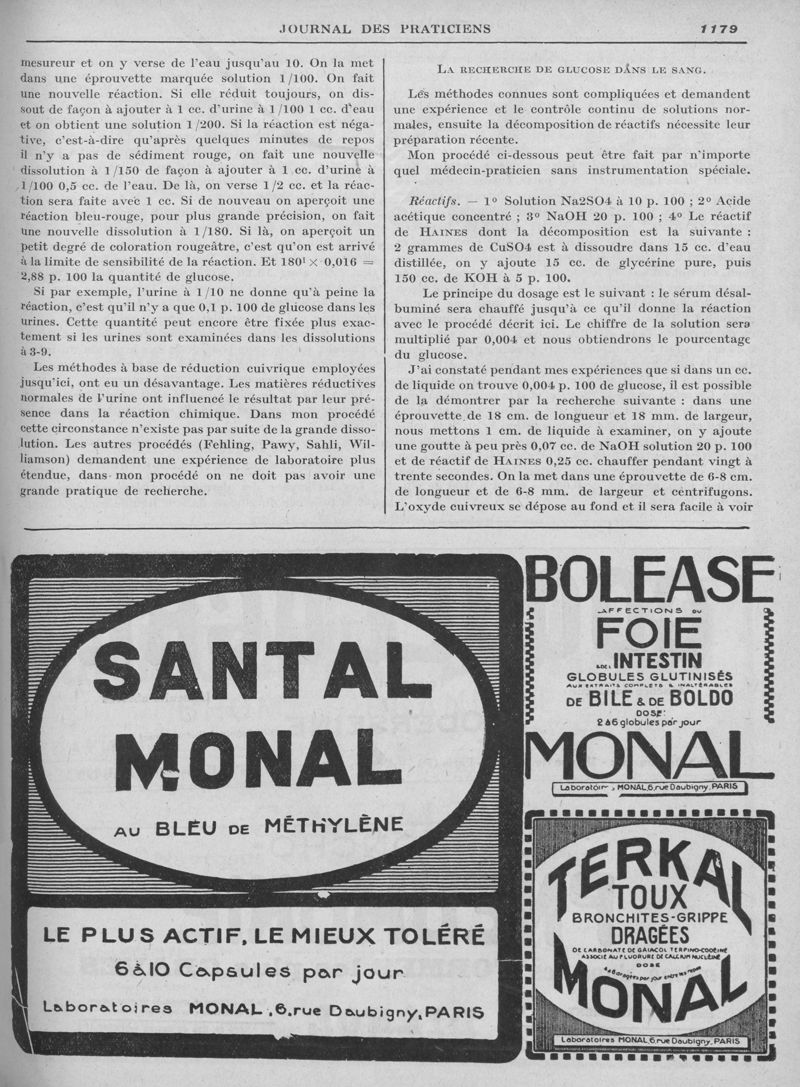 JOURNAL DES PRATICIENS 1179
mesureur et on y verse de l'eau jusqu'au 10. On la met
dans une éprouvette marquée solution 1/100. On fait
une nouvelle réaction. Si elle réduit toujours, on dis-
sout de façon à ajouter à 1 cc. d'urine à 1/100 1 cc. d'eau
et on obtient une solution 1/200. Si la réaction est néga-
tive, c'est-à-dire qu'après quelques minutes de repos
il n'y a pas de sédiment rouge, on fait une nouvelle
dissolution à 1/150 de façon à ajouter à 1 cc. d'urine à
1/100 0,5 cc. de l'eau. De là, on verse 1/2 cc. et la réac-
tion sera faite avec 1 cc. Si de nouveau on aperçoit une
réaction bleu-rouge, pour plus grande précision, on fait
une nouvelle dissolution à 1/180. Si là, on aperçoit un
petit degré de coloration rougeâtre, c'est qu'on est arrivé
à la limite de sensibilité de la réaction. Et 180¹ × 0,016 =
2,88 p. 100 la quantité de glucose.
Si par exemple, l'urine à 1/10 ne donne qu'à peine la
réaction, c'est qu'il n'y a que 0,1 p. 100 de glucose dans les
urines. Cette quantité peut encore être fixée plus exac-
tement si les urines sont examinées dans les dissolutions
à 3-9.
Les méthodes à base de réduction cuivrique employées
jusqu'ici, ont eu un désavantage. Les matières réductives
normales de l'urine ont influencé le résultat par leur pré-
sence dans la réaction chimique. Dans mon procédé
cette circonstance n'existe pas par suite de la grande disso-
lution. Les autres procédés (Fehling, Pawy, Sahli, Wil-
liamson) demandent une expérience de laboratoire plus
étendue, dans mon procédé on ne doit pas avoir une
grande pratique de recherche.
LA RECHERCHE DE GLUCOSE DANS LE SANG.
Les méthodes connues sont compliquées et demandent
une expérience et le contrôle continu de solutions nor-
males, ensuite la décomposition de réactifs nécessite leur
préparation récente.
Mon procédé ci-dessous peut être fait par n'importe
quel médecin-praticien sans instrumentation spéciale.
Réactifs. — 1° Solution Na2SO4 à 10 p. 100 ; 2° Acide
acétique concentré ; 3° NaOH 20 p. 100 ; 4° Le réactif
de HAINES dont la décomposition est la suivante :
2 grammes de CuSO4 est à dissoudre dans 15 cc. d'eau
distillée, on y ajoute 15 cc. de glycérine pure, puis
150 cc. de KOH à 5 p. 100.
Le principe du dosage est le suivant : le sérum désal-
buminé sera chauffé jusqu'à ce qu'il donne la réaction
avec le procédé décrit ici. Le chiffre de la solution sera
multiplié par 0,004 et nous obtiendrons le pourcentage
du glucose.
J'ai constaté pendant mes expériences que si dans un cc.
de liquide on trouve 0,004 p. 100 de glucose, il est possible
de la démontrer par la recherche suivante : dans une
éprouvette de 18 cm. de longueur et 18 mm. de largeur,
nous mettons 1 cm. de liquide à examiner, on y ajoute
une goutte à peu près 0,07 cc. de NaOH solution 20 p. 100
et de réactif de HAINES 0,25 cc. chauffer pendant vingt à
trente secondes. On la met dans une éprouvette de 6-8 cm.
de longueur et de 6-8 mm. de largeur et centrifugons.
L'oxyde cuivreux se dépose au fond et il sera facile à voir
SANTAL
MONAL
AU BLEU DE MÉTHYLÈNE
LE PLUS ACTIF, LE MIEUX TOLÉRÉ
6 à 10 Capsules par jour
Laboratoires MONAL, 6, rue Daubigny, PARIS
BOLEASE
AFFECTIONS DU
FOIE
& DE L'INTESTIN
GLOBULES GLUTINISÉS
AUX EXTRAITS COMPLETS & INALTÉRABLES
DE BILE & DE BOLDO
DOSE:
2 à 6 globules par jour
MONAL
Laboratoires MONAL, 6, rue Daubigny, PARIS
TERKAL
TOUX
BRONCHITES-GRIPPE
DRAGÉES
DE CARBONATE DE GAÏACOL TERPINO-CODÉINÉ
ASSOCIÉ AU FLUORURE DE CALCIUM NUCLÉINÉ
DOSE
4 à 6 dragées par jour entre les repas
MONAL
Laboratoires MONAL, 6, rue Daubigny, PARIS